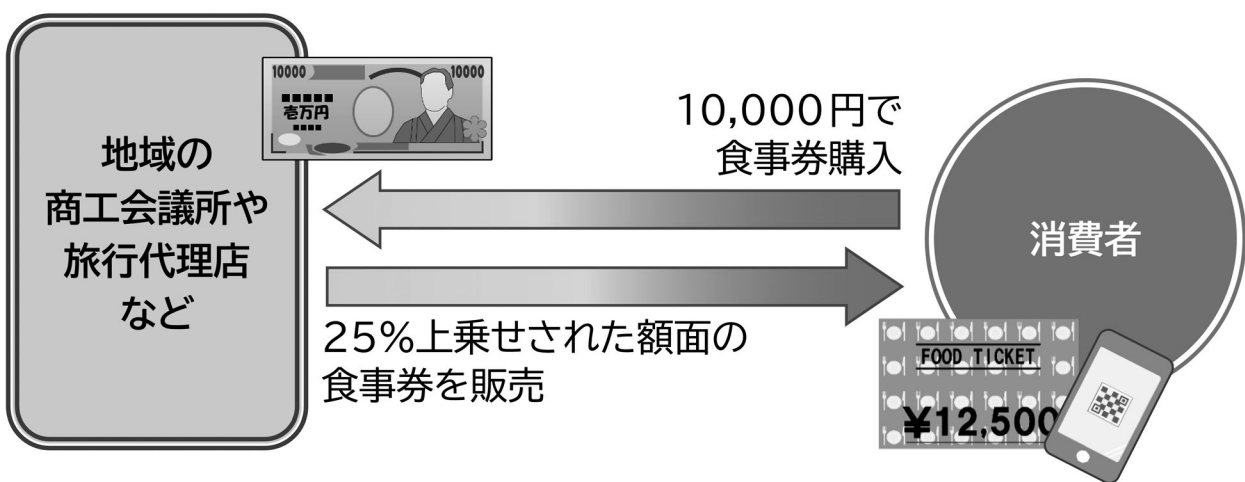 地域の
商工会議所や
旅行代理店
など
10000
10000
壱万円
10,000円で
食事券購入
25%上乗せされた額面の
食事券を販売
消費者
FOOD TICKET
¥12,500